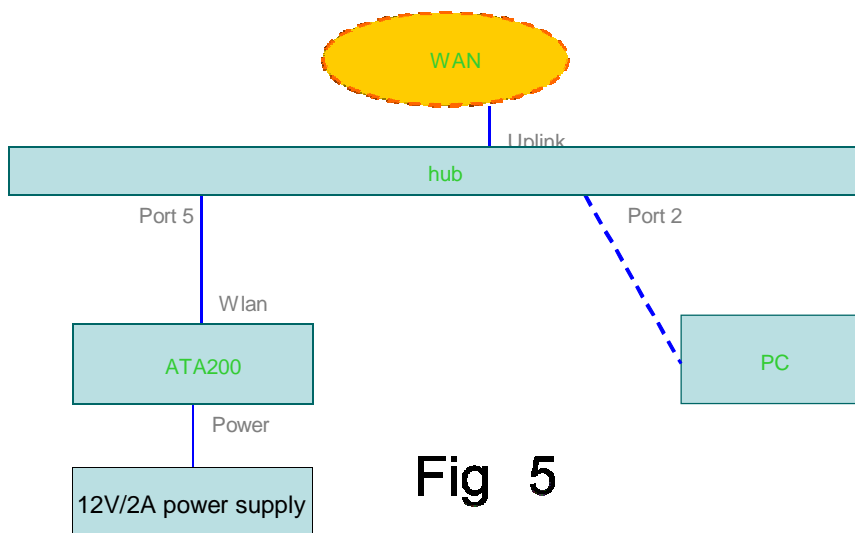 WAN
Uplink
hub
Port 5
Port 2
Wlan
ATA200
PC
Power
12V/2A power supply
Fig 5